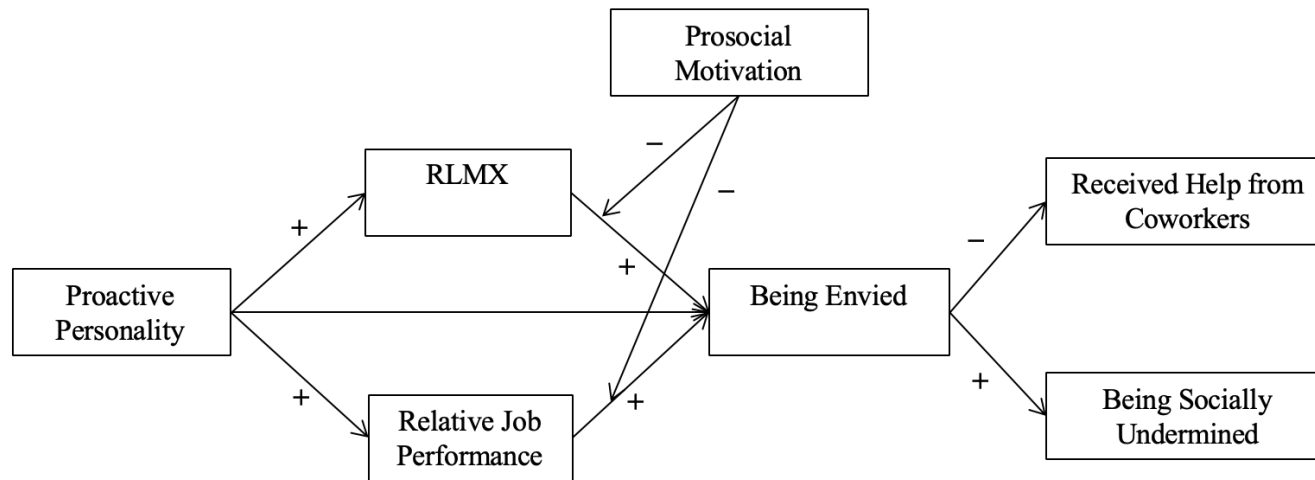 Prosocial
Motivation
–
–
RLMX
+
+
Proactive
Personality
+
Relative Job
Performance
+
Being Envied
–
+
Received Help from
Coworkers
Being Socially
Undermined